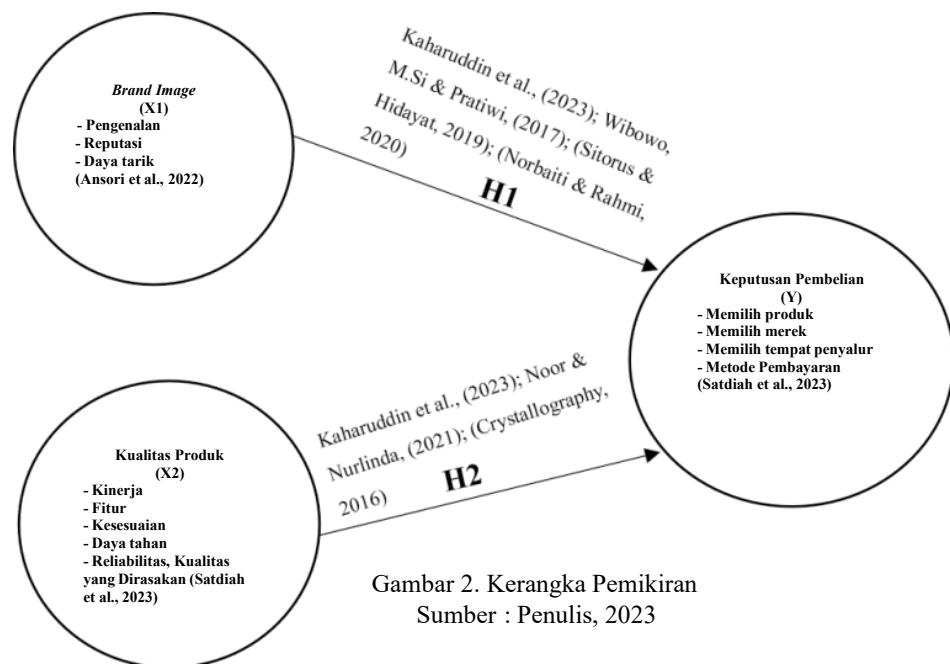 Brand Image
(X1)
- Pengenalan
- Reputasi
- Daya tarik
(Ansori et al., 2022)
Kaharuddin et al., (2023); Wibowo,
M.Si & Pratiwi, (2017); (Sitorus &
Hidayat, 2019); (Norbaiti & Rahmi,
2020)
H1
Keputusan Pembelian
(Y)
- Memilih produk
- Memilih merek
- Memilih tempat penyalur
- Metode Pembayaran
(Satdiah et al., 2023)
Kaharuddin et al., (2023); Noor &
Nurlinda, (2021); (Crystallography,
2016)
H2
Kualitas Produk
(X2)
- Kinerja
- Fitur
- Kesesuaian
- Daya tahan
- Reliabilitas, Kualitas
yang Dirasakan (Satdiah
et al., 2023)
Gambar 2. Kerangka Pemikiran
Sumber : Penulis, 2023